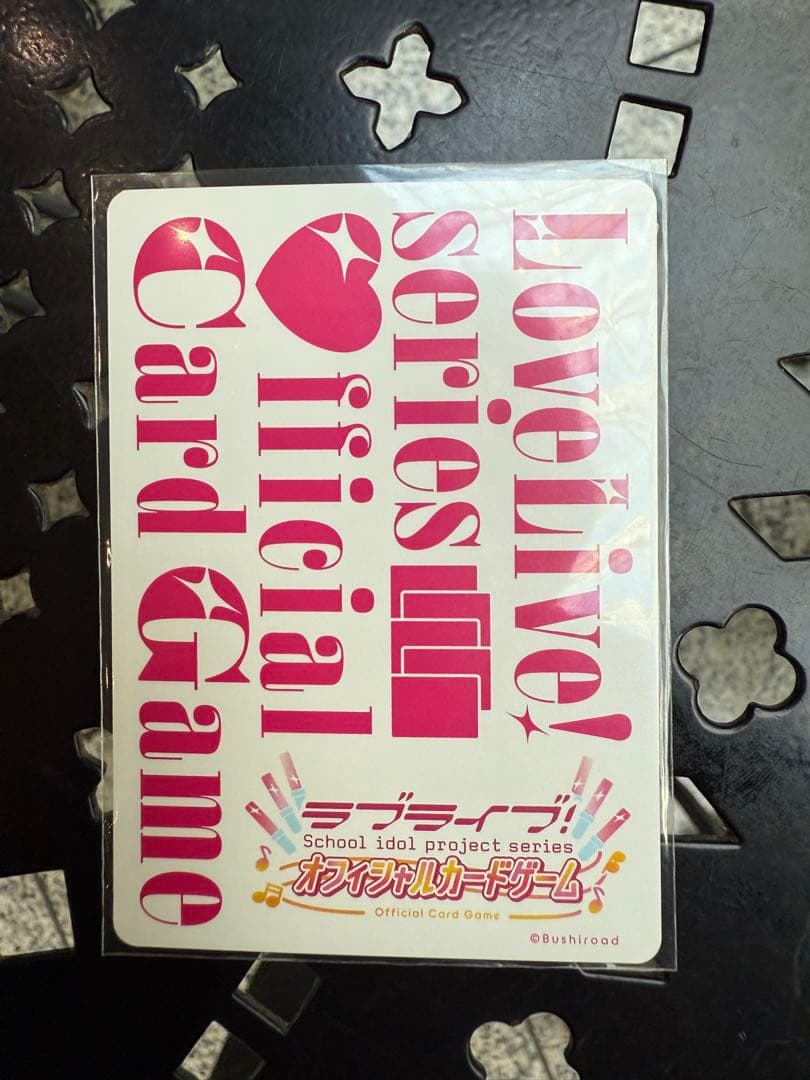 LoveLive!
series
♥fficial
Card Game
ラブライブ!
School idol project series
オフィシャルカードゲーム
Official Card Game
©Bushiroad